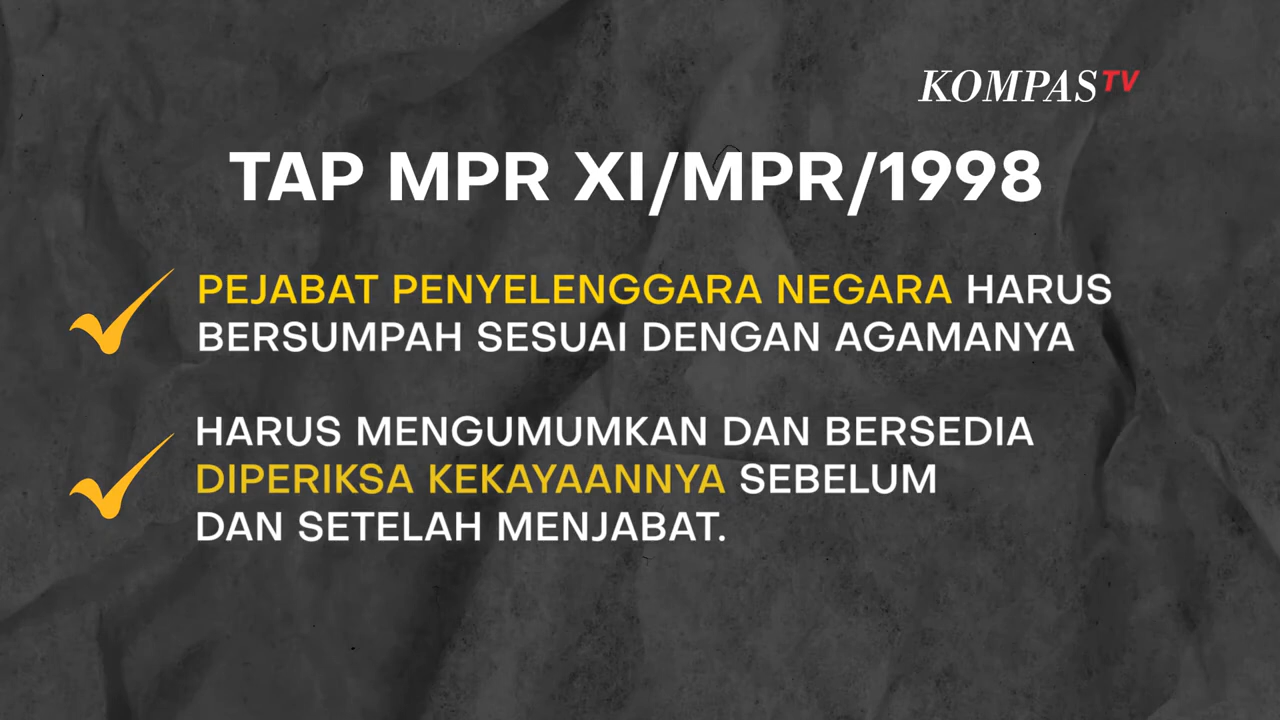 KOMPASTV
TAP MPR XI/MPR/1998
PEJABAT PENYELENGGARA NEGARA HARUS
BERSUMPAH SESUAI DENGAN AGAMANYA
HARUS MENGUMUMKAN DAN BERSEDIA
DIPERIKSA KEKAYAANNYA SEBELUM
DAN SETELAH MENJABAT.